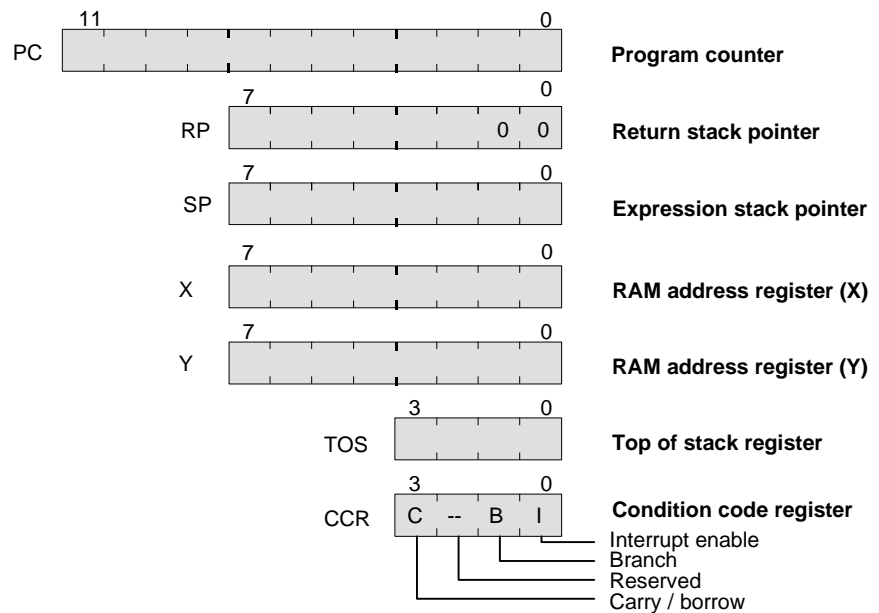 11 0
PC Program counter
7 0
RP 0 0 Return stack pointer
7 0
SP Expression stack pointer
7 0
X RAM address register (X)
7 0
Y RAM address register (Y)
3 0
TOS Top of stack register
3 0
CCR C -- B I Condition code register
Interrupt enable
Branch
Reserved
Carry / borrow